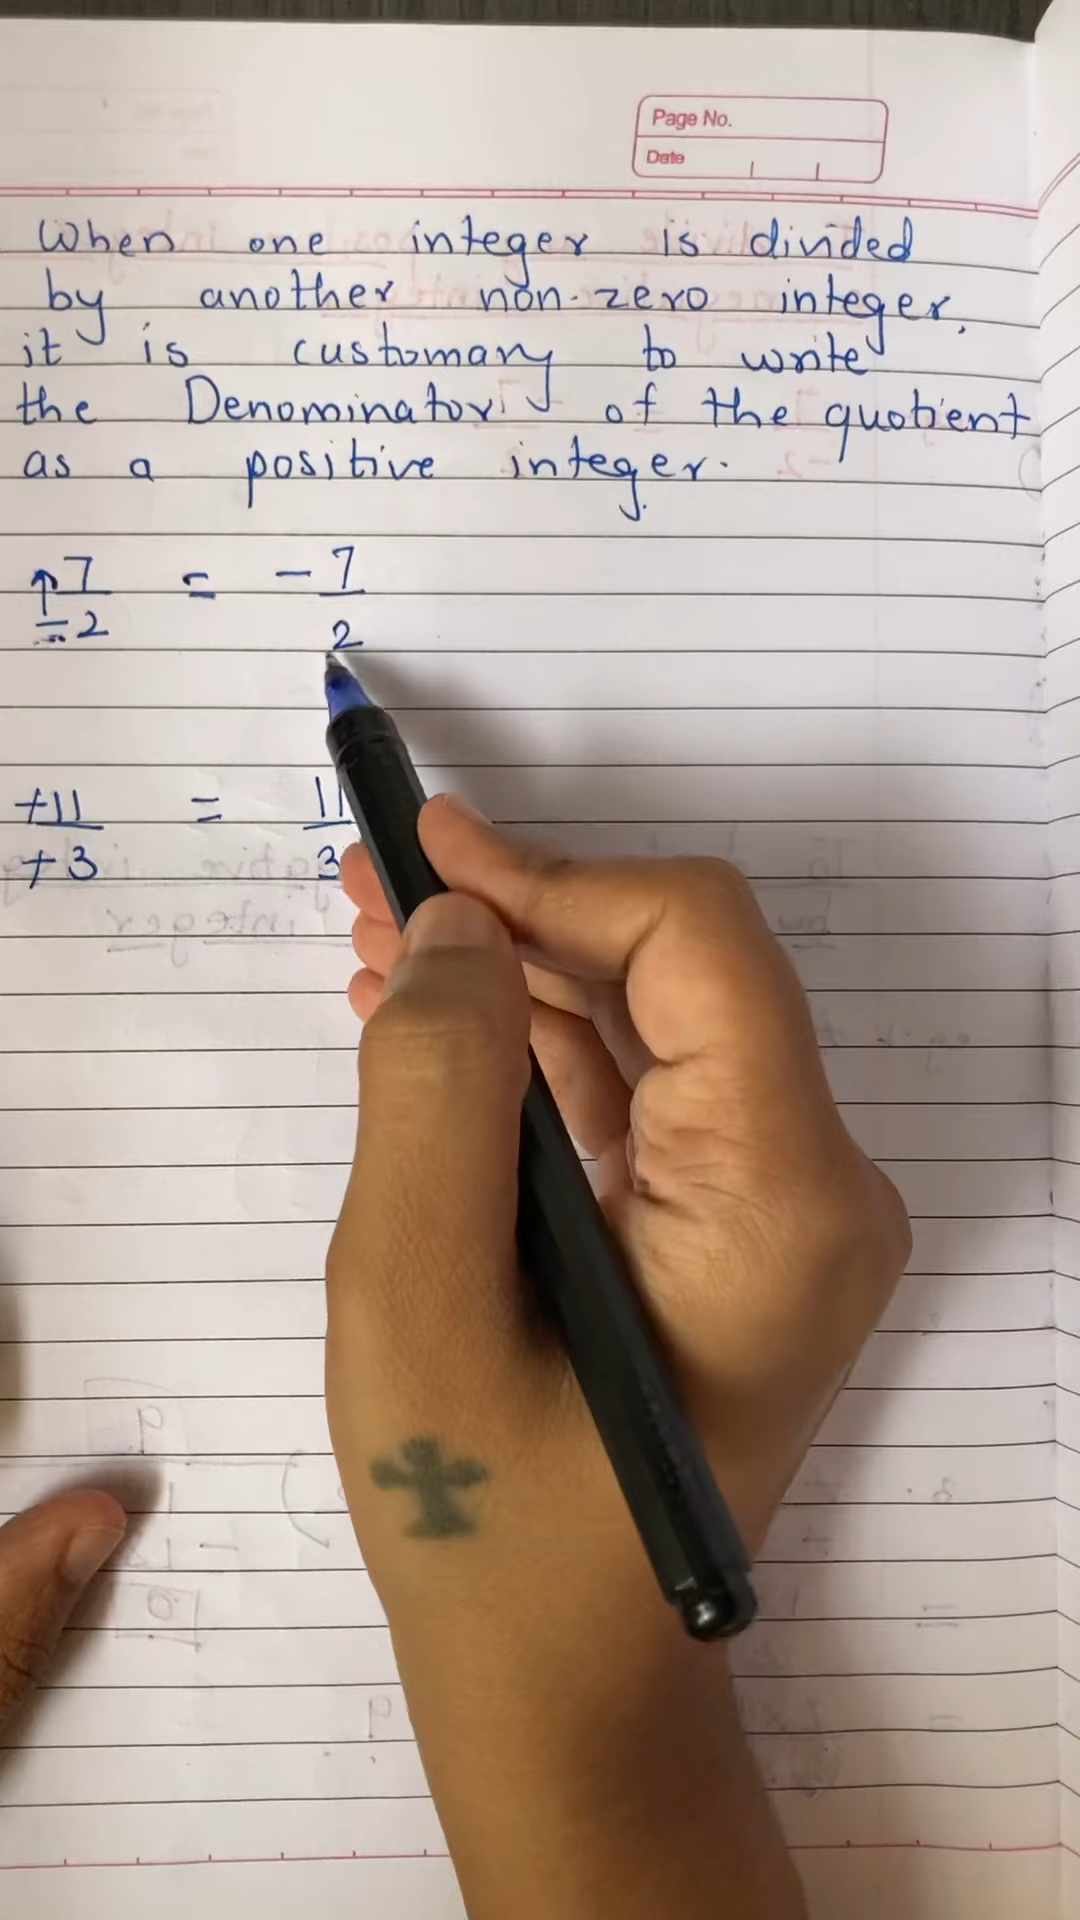 Page No.
Date
When one integer is divided
by another non-zero integer,
it is customary to write
the Denominator of the quotient
as a positive integer.
7/-2 = - 7/2
+11/+3 = 11/3